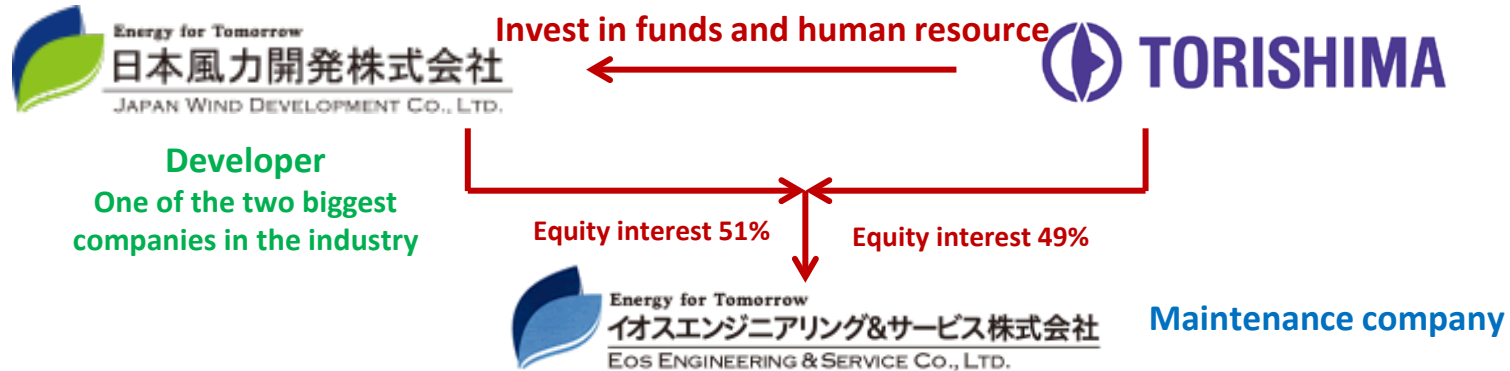 Energy for Tomorrow
日本風力開発株式会社
JAPAN WIND DEVELOPMENT CO., LTD.
Invest in funds and human resource
TORISHIMA
Developer
One of the two biggest
companies in the industry
Equity interest 51%
Equity interest 49%
Energy for Tomorrow
イオスエンジニアリング&サービス株式会社
EOS ENGINEERING & SERVICE CO., LTD.
Maintenance company